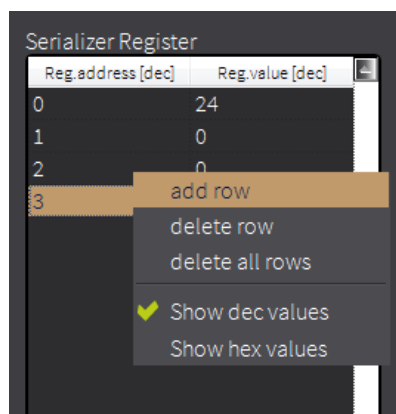 Serializer Register
Reg.address [dec] Reg.value [dec]
0 24
1 0
2 0
3
add row
delete row
delete all rows
Show dec values
Show hex values